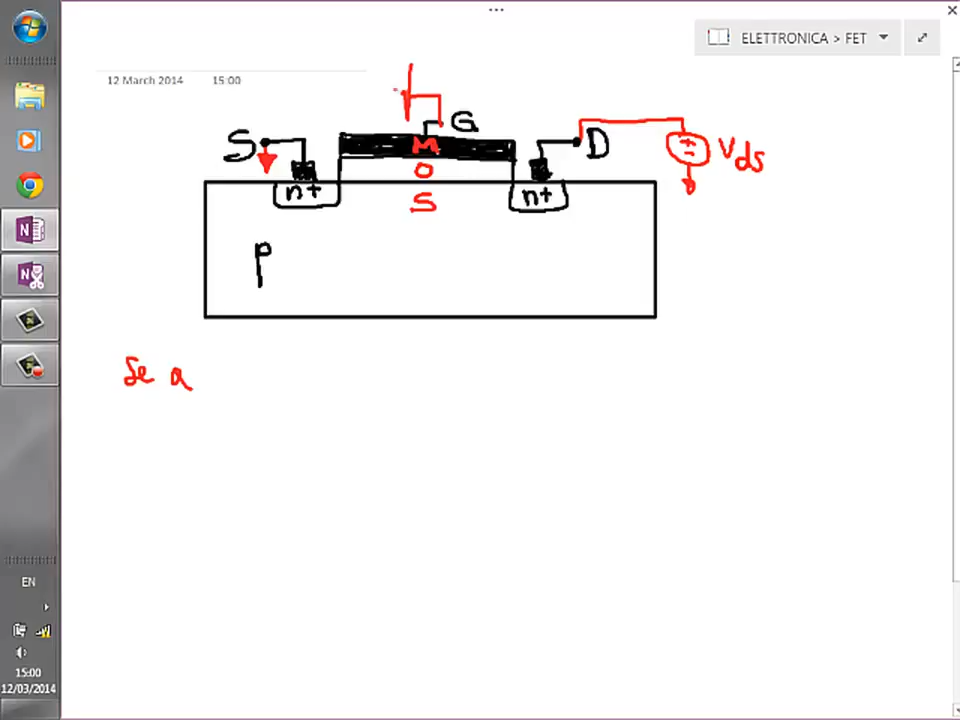 ELETTRONICA > FET
12 March 2014 15:00
G
S
M
D
Vds
O
n+
n+
S
p
Se a
EN
15:00
12/03/2014